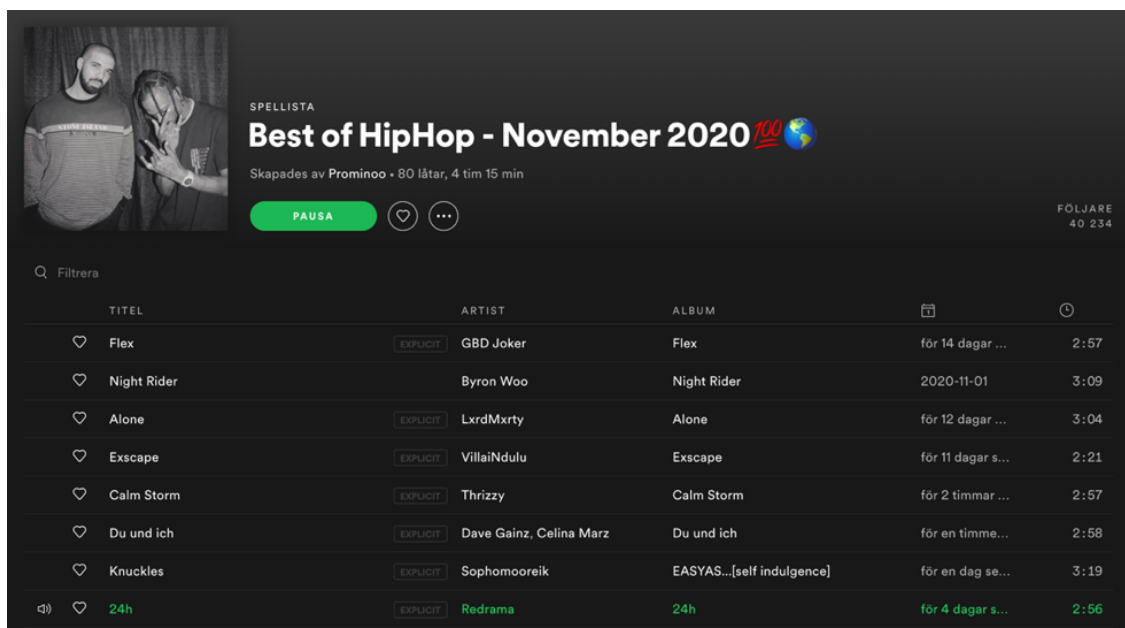 STONE ISLAND
SPELLISTA
Best of HipHop - November 2020💯🌎
Skapades av Prominoo • 80 låtar, 4 tim 15 min
PAUSA
FÖLJARE
40 234
Filtrera
TITEL ARTIST ALBUM
Flex EXPLICIT GBD Joker Flex för 14 dagar ... 2:57
Night Rider Byron Woo Night Rider 2020-11-01 3:09
Alone EXPLICIT LxrdMxrty Alone för 12 dagar ... 3:04
Exscape EXPLICIT VillaiNdulu Exscape för 11 dagar s... 2:21
Calm Storm EXPLICIT Thrizzy Calm Storm för 2 timmar ... 2:57
Du und ich EXPLICIT Dave Gainz, Celina Marz Du und ich för en timme... 2:58
Knuckles EXPLICIT Sophomooreik EASYAS...[self indulgence] för en dag se... 3:19
24h EXPLICIT Redrama 24h för 4 dagar s... 2:56